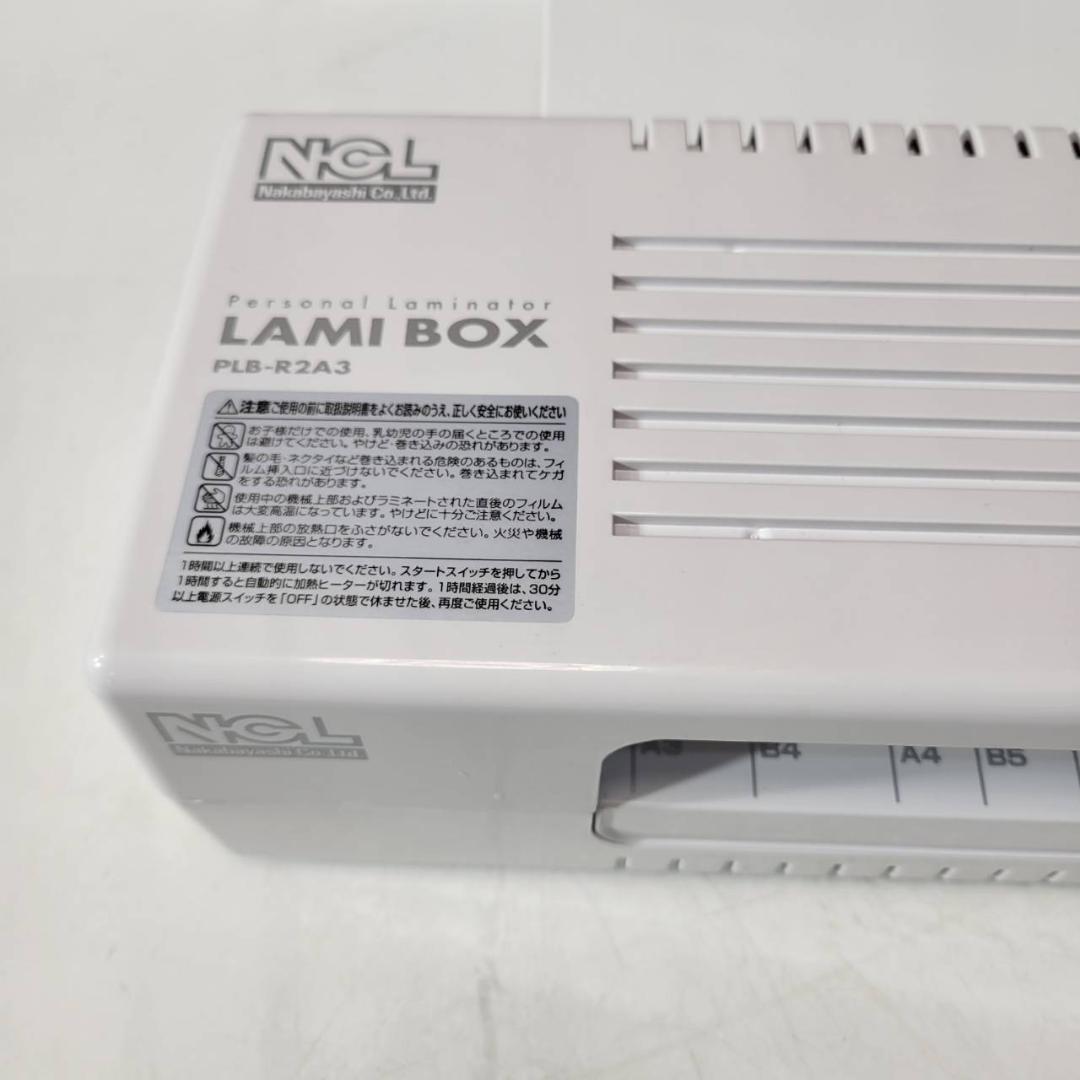 NCL
Nakabayashi Co.,Ltd.
Personal Laminator
LAMI BOX
PLB-R2A3
⚠注意 ご使用の前に取扱説明書をよくお読みのうえ、正しく安全にお使いください
お子様だけでの使用、乳幼児の手の届くところでの使用
は避けてください。やけど・巻き込みの恐れがあります。
髪の毛・ネクタイなど巻き込まれる危険のあるものは、フィ
ルム挿入口に近づけないでください。巻き込まれてケガ
をする恐れがあります。
使用中の機械上部およびラミネートされた直後のフィルム
は大変高温になっています。やけどに十分ご注意ください。
機械上部の放熱口をふさがないでください。火災や機械
の故障の原因となります。
1時間以上連続で使用しないでください。スタートスイッチを押してから
1時間すると自動的に加熱ヒーターが切れます。1時間経過後は、30分
以上電源スイッチを「OFF」の状態で休ませた後、再度ご使用ください。
NCL
Nakabayashi Co.,Ltd.
A3 B4 A4 B5